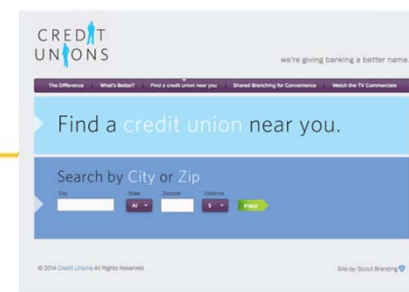 CREDIT
UNIONS
we're giving banking a better name.
The Difference What's Better? Find a credit union near you Shared Branching for Convenience Watch the TV Commercials
Find a credit union near you.
Search by City or Zip
City State Zipcode Distance
Al 5 FIND
© 2014 Credit Unions All Rights Reserved. Site by Scout Branding